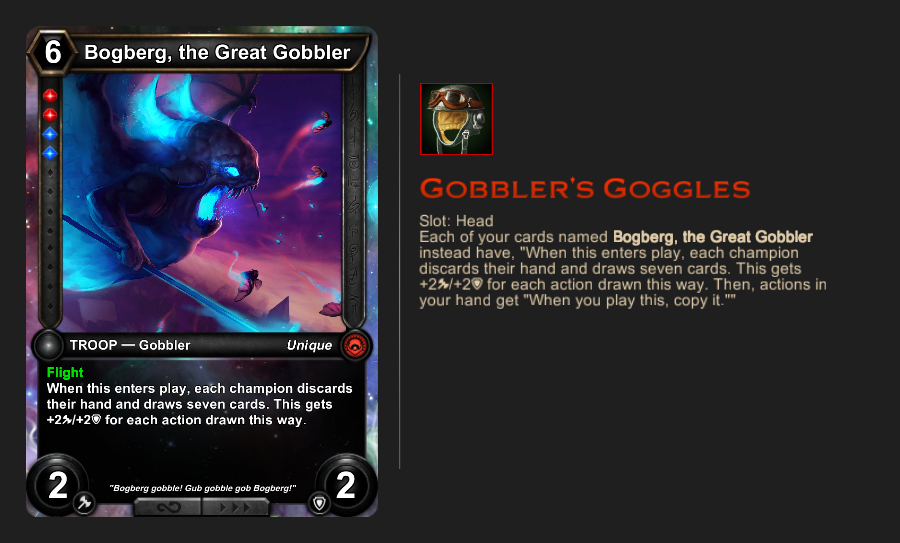 6
Bogberg, the Great Gobbler
TROOP — Gobbler
Unique
Flight
When this enters play, each champion discards
their hand and draws seven cards. This gets
+2/+2 for each action drawn this way.
"Bogberg gobble! Gub gobble gob Bogberg!"
2
2
GOBBLER'S GOGGLES
Slot: Head
Each of your cards named Bogberg, the Great Gobbler
instead have, "When this enters play, each champion
discards their hand and draws seven cards. This gets
+2/+2 for each action drawn this way. Then, actions in
your hand get "When you play this, copy it.""